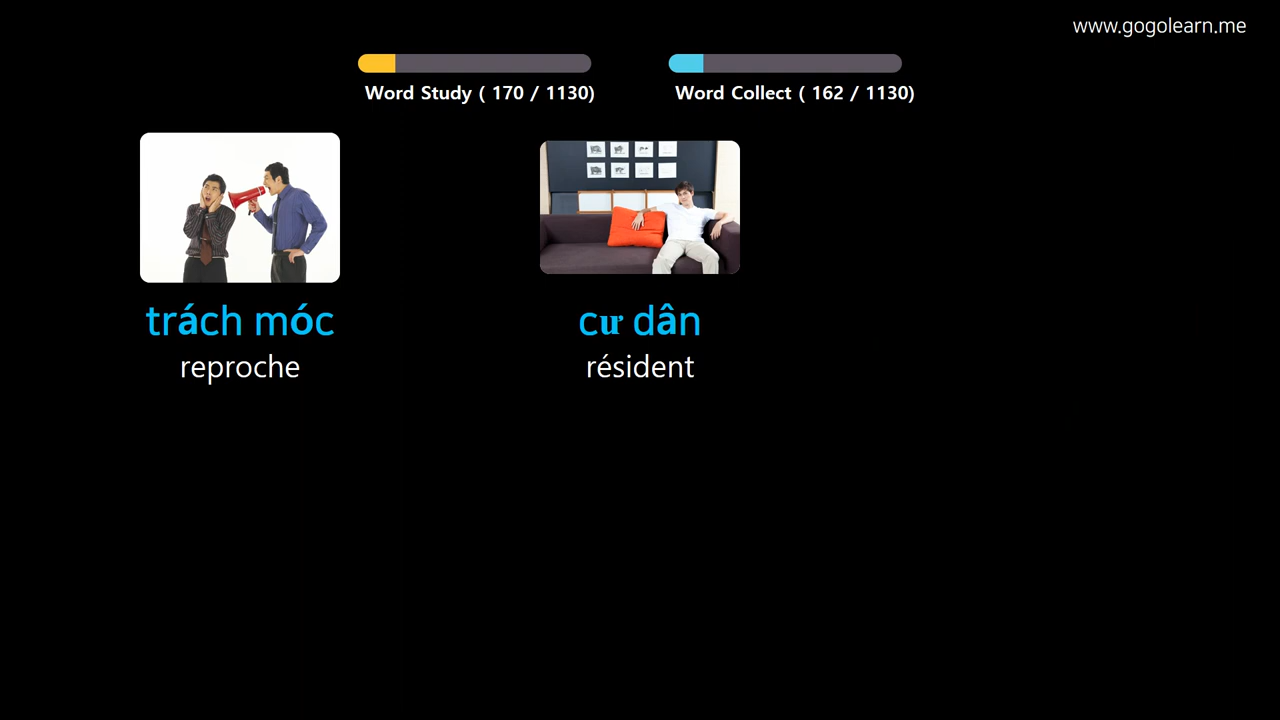 www.gogolearn.me
Word Study ( 170 / 1130)
Word Collect ( 162 / 1130)
trách móc
reproche
cư dân
résident